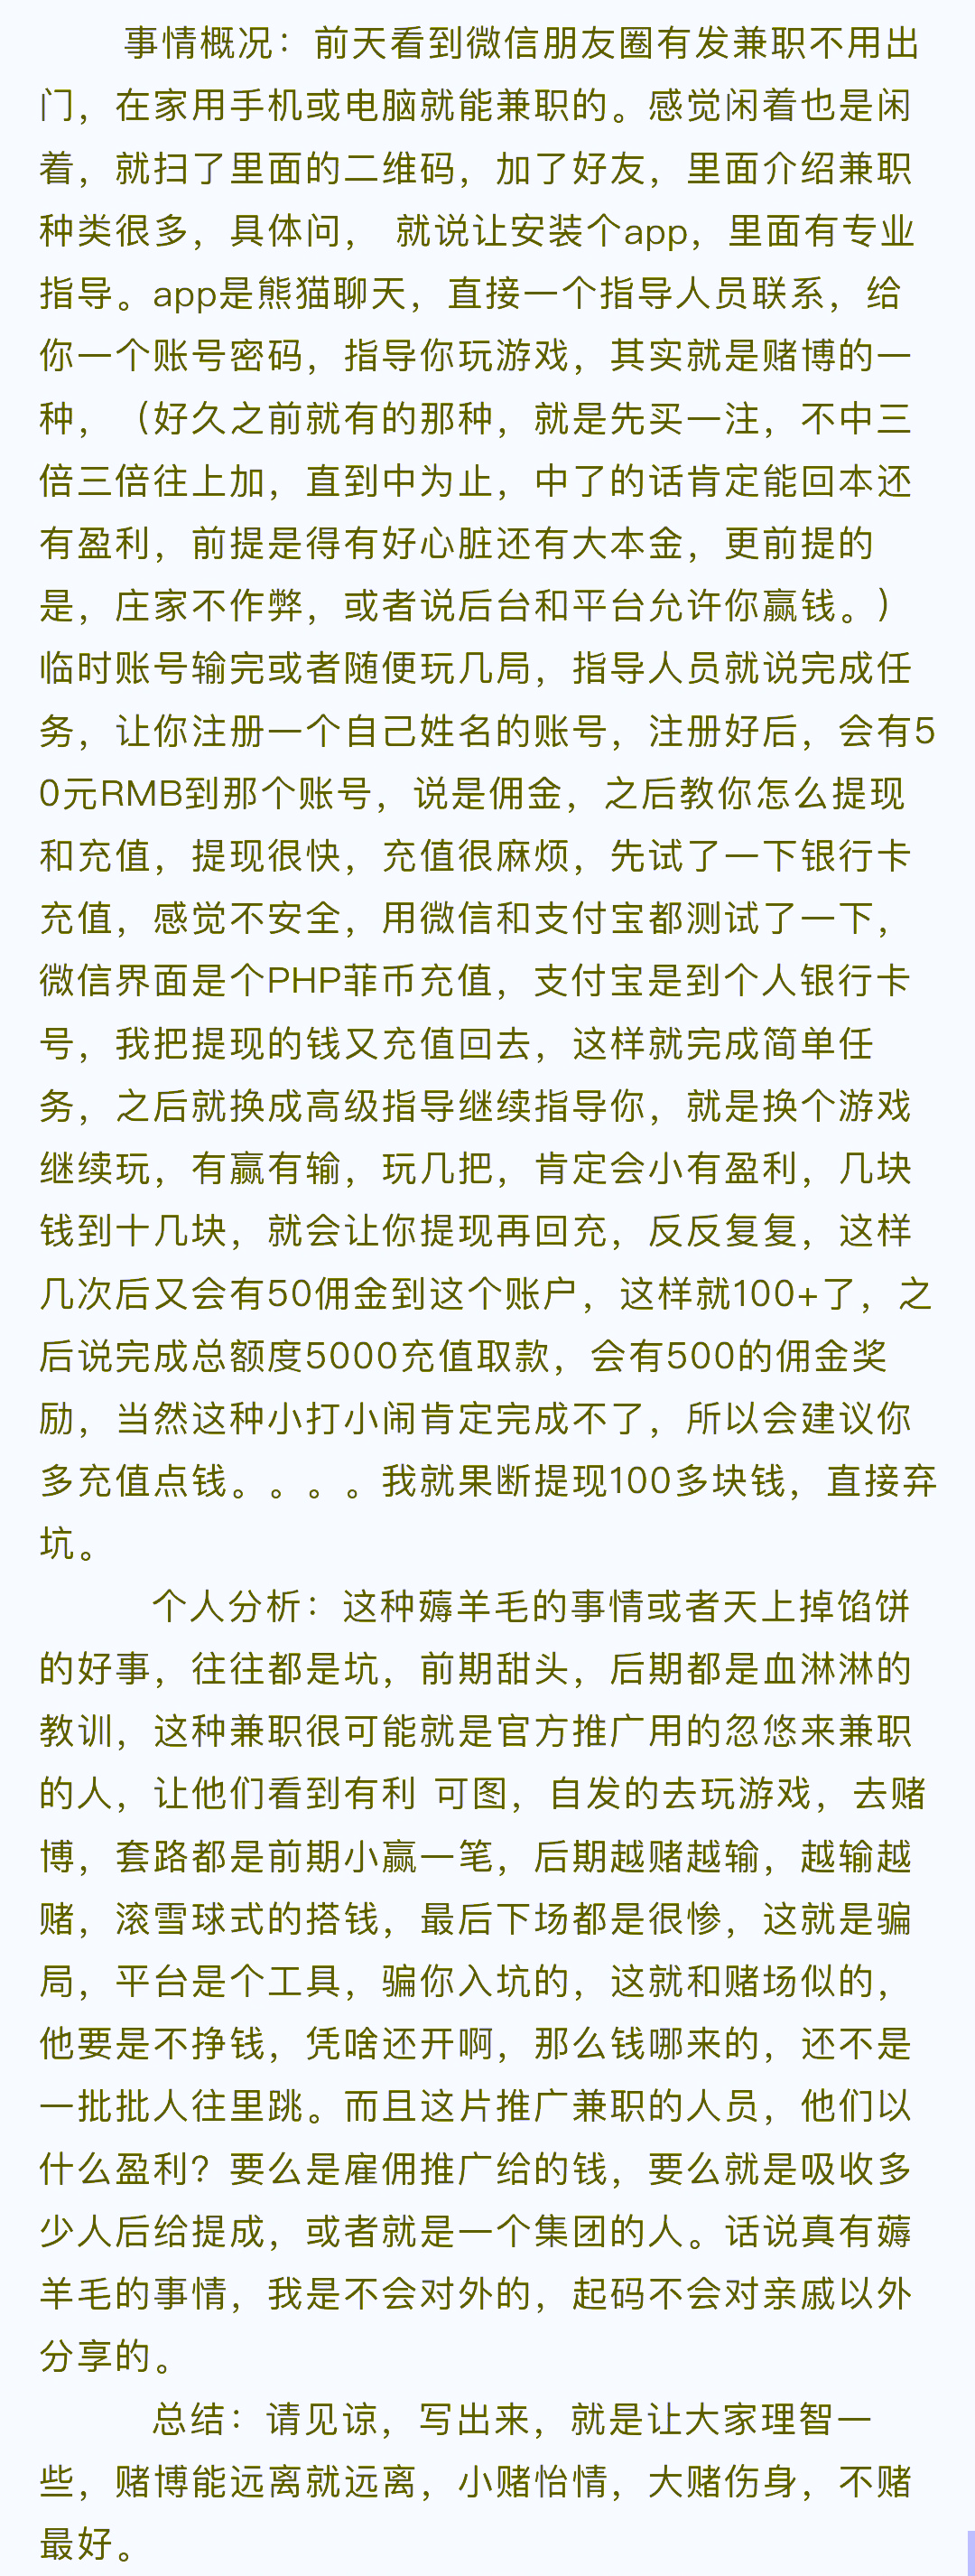 事情概况：前天看到微信朋友圈有发兼职不用出
门，在家用手机或电脑就能兼职的。感觉闲着也是闲
着，就扫了里面的二维码，加了好友，里面介绍兼职
种类很多，具体问， 就说让安装个app，里面有专业
指导。app是熊猫聊天，直接一个指导人员联系，给
你一个账号密码，指导你玩游戏，其实就是赌博的一
种，（好久之前就有的那种，就是先买一注，不中三
倍三倍往上加，直到中为止，中了的话肯定能回本还
有盈利，前提是得有好心脏还有大本金，更前提的
是，庄家不作弊，或者说后台和平台允许你赢钱。）
临时账号输完或者随便玩几局，指导人员就说完成任
务，让你注册一个自己姓名的账号，注册好后，会有5
0元RMB到那个账号，说是佣金，之后教你怎么提现
和充值，提现很快，充值很麻烦，先试了一下银行卡
充值，感觉不安全，用微信和支付宝都测试了一下，
微信界面是个PHP菲币充值，支付宝是到个人银行卡
号，我把提现的钱又充值回去，这样就完成简单任
务，之后就换成高级指导继续指导你，就是换个游戏
继续玩，有赢有输，玩几把，肯定会小有盈利，几块
钱到十几块，就会让你提现再回充，反反复复，这样
几次后又会有50佣金到这个账户，这样就100+了，之
后说完成总额度5000充值取款，会有500的佣金奖
励，当然这种小打小闹肯定完成不了，所以会建议你
多充值点钱。。。。我就果断提现100多块钱，直接弃
坑。
个人分析：这种薅羊毛的事情或者天上掉馅饼
的好事，往往都是坑，前期甜头，后期都是血淋淋的
教训，这种兼职很可能就是官方推广用的忽悠来兼职
的人，让他们看到有利 可图，自发的去玩游戏，去赌
博，套路都是前期小赢一笔，后期越赌越输，越输越
赌，滚雪球式的搭钱，最后下场都是很惨，这就是骗
局，平台是个工具，骗你入坑的，这就和赌场似的，
他要是不挣钱，凭啥还开啊，那么钱哪来的，还不是
一批批人往里跳。而且这片推广兼职的人员，他们以
什么盈利？要么是雇佣推广给的钱，要么就是吸收多
少人后给提成，或者就是一个集团的人。话说真有薅
羊毛的事情，我是不会对外的，起码不会对亲戚以外
分享的。
总结：请见谅，写出来，就是让大家理智一
些，赌博能远离就远离，小赌怡情，大赌伤身，不赌
最好。